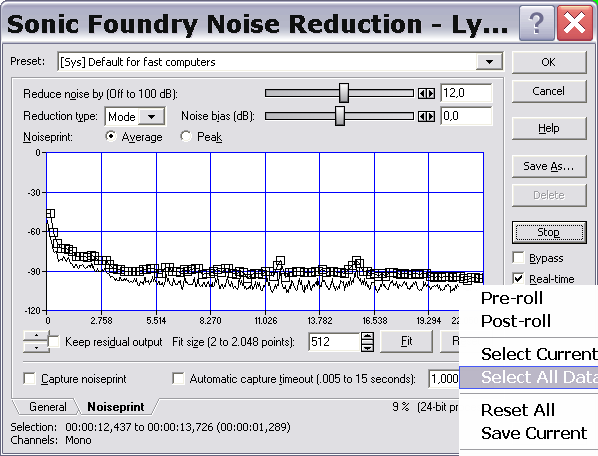 Sonic Foundry Noise Reduction - Ly...
Preset: [Sys] Default for fast computers
OK
Cancel
Help
Save As...
Delete
Stop
Bypass
Real-time
Reduce noise by (Off to 100 dB): 12,0
Reduction type: Mode Noise bias (dB): 0,0
Noiseprint: Average Peak
0
-30
-60
-90
-120
0 2.758 5.514 8.270 11.026 13.782 16.538 19.294
Keep residual output Fit size (2 to 2.048 points): 512 Fit
Capture noiseprint Automatic capture timeout (.005 to 15 seconds): 1,000
General Noiseprint 9 % (24-bit
Selection: 00:00:12,437 to 00:00:13,726 (00:00:01,289)
Channels: Mono
Pre-roll
Post-roll
Select Current
Select All Data
Reset All
Save Current